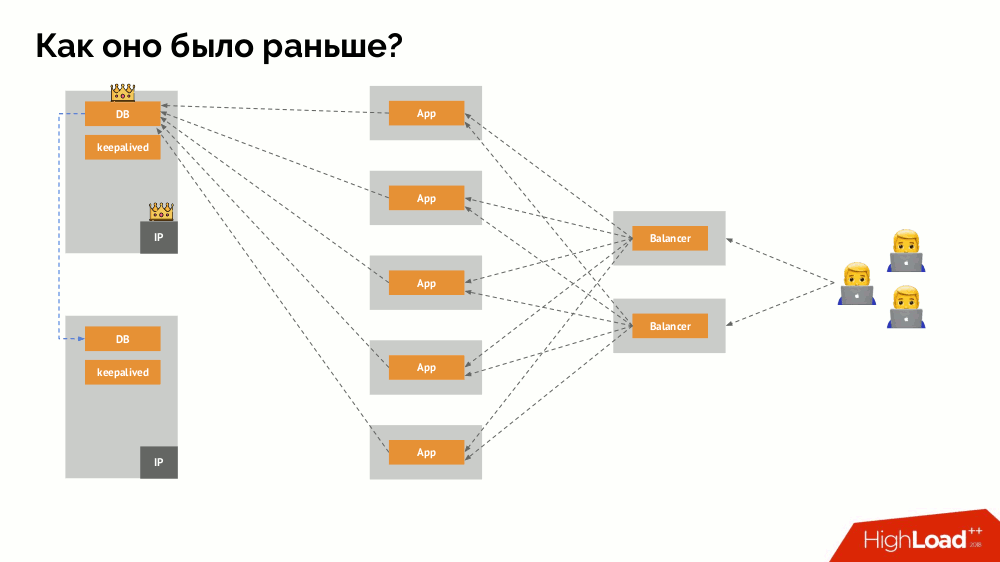 Как оно было раньше?
DB
keepalived
IP
DB
keepalived
IP
App
App
App
App
App
Balancer
Balancer
HighLoad++
2018